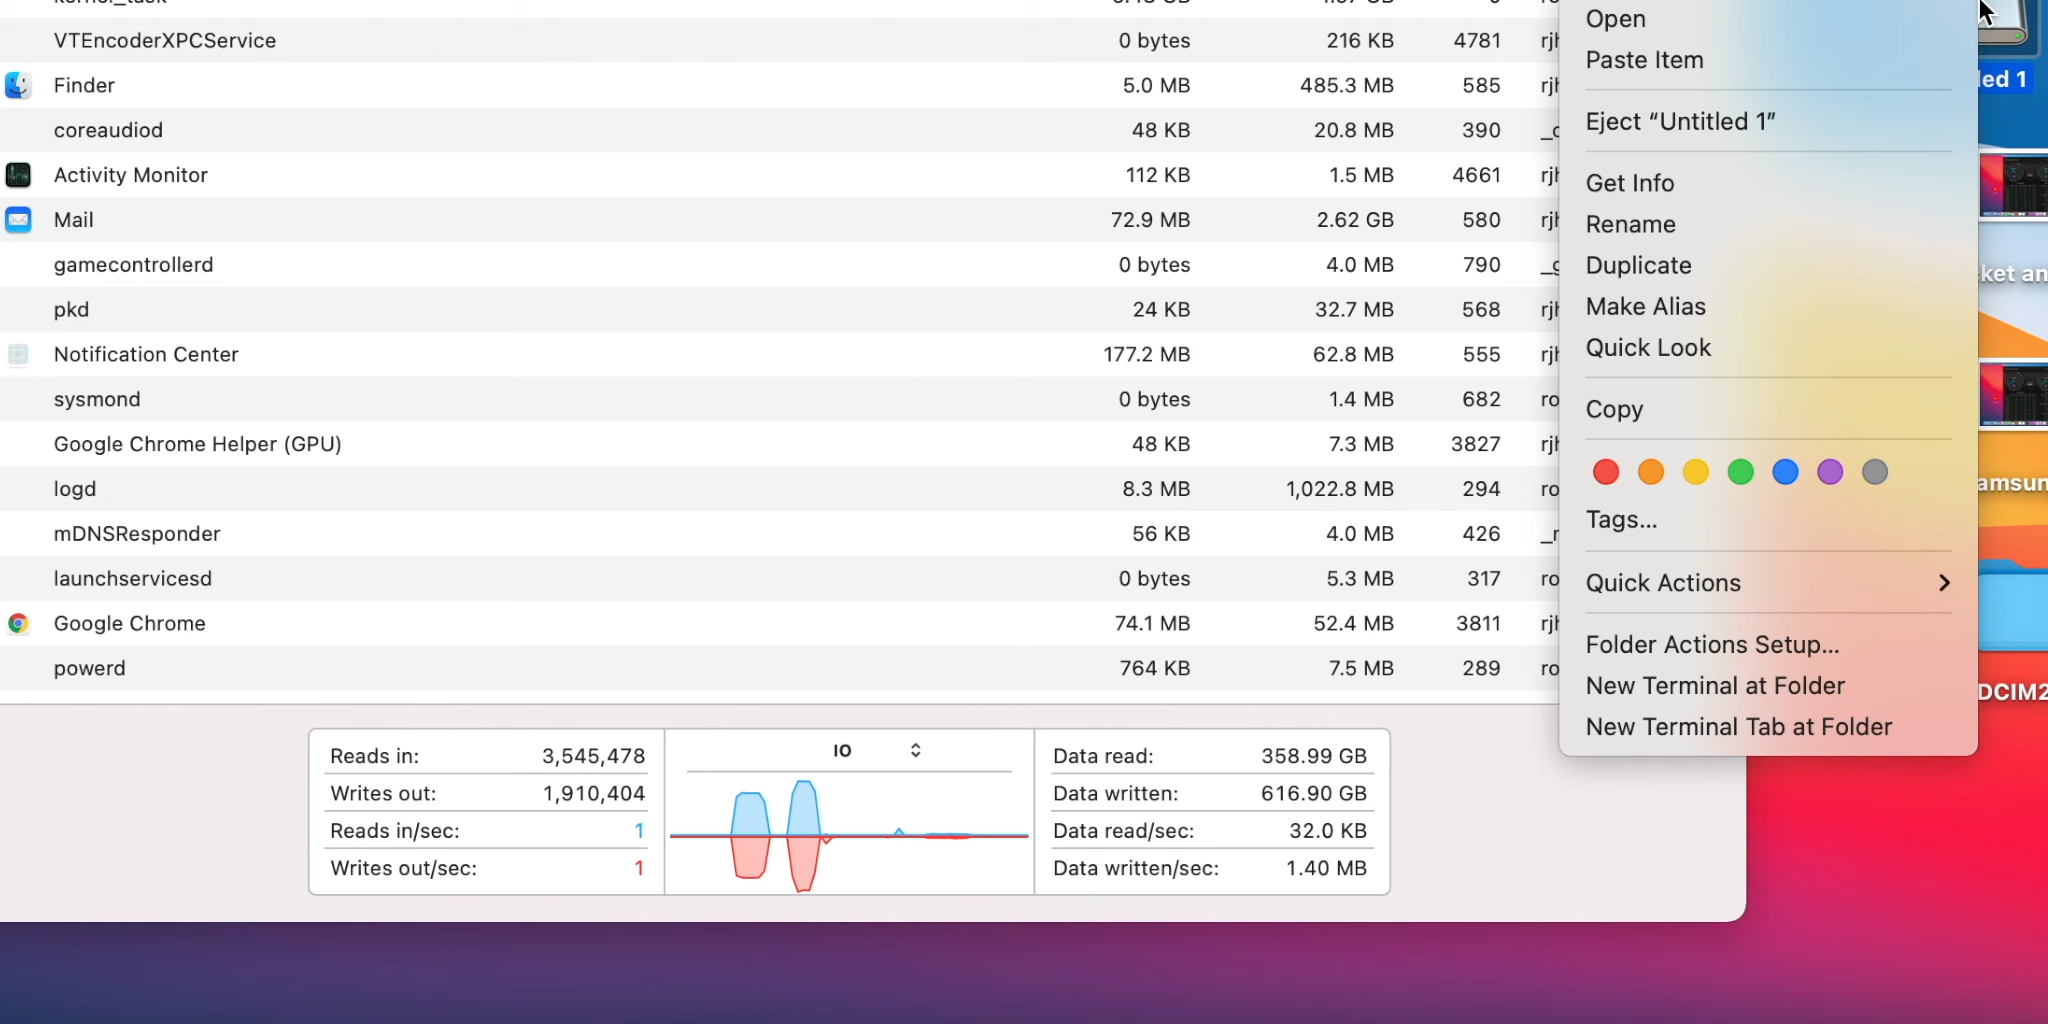 VTEncoderXPCService 0 bytes 216 KB 4781
Finder 5.0 MB 485.3 MB 585
coreaudiod 48 KB 20.8 MB 390
Activity Monitor 112 KB 1.5 MB 4661
Mail 72.9 MB 2.62 GB 580
gamecontrollerd 0 bytes 4.0 MB 790
pkd 24 KB 32.7 MB 568
Notification Center 177.2 MB 62.8 MB 555
sysmond 0 bytes 1.4 MB 682 ro
Google Chrome Helper (GPU) 48 KB 7.3 MB 3827
logd 8.3 MB 1,022.8 MB 294 ro
mDNSResponder 56 KB 4.0 MB 426
launchservicesd 0 bytes 5.3 MB 317 ro
Google Chrome 74.1 MB 52.4 MB 3811
powerd 764 KB 7.5 MB 289 ro
Reads in: 3,545,478
Writes out: 1,910,404
Reads in/sec: 1
Writes out/sec: 1
IO
Data read: 358.99 GB
Data written: 616.90 GB
Data read/sec: 32.0 KB
Data written/sec: 1.40 MB
Open
Paste Item
Eject “Untitled 1”
Get Info
Rename
Duplicate
Make Alias
Quick Look
Copy
Tags...
Quick Actions
Folder Actions Setup...
New Terminal at Folder
New Terminal Tab at Folder
led 1
ket an
amsun
DCIM2